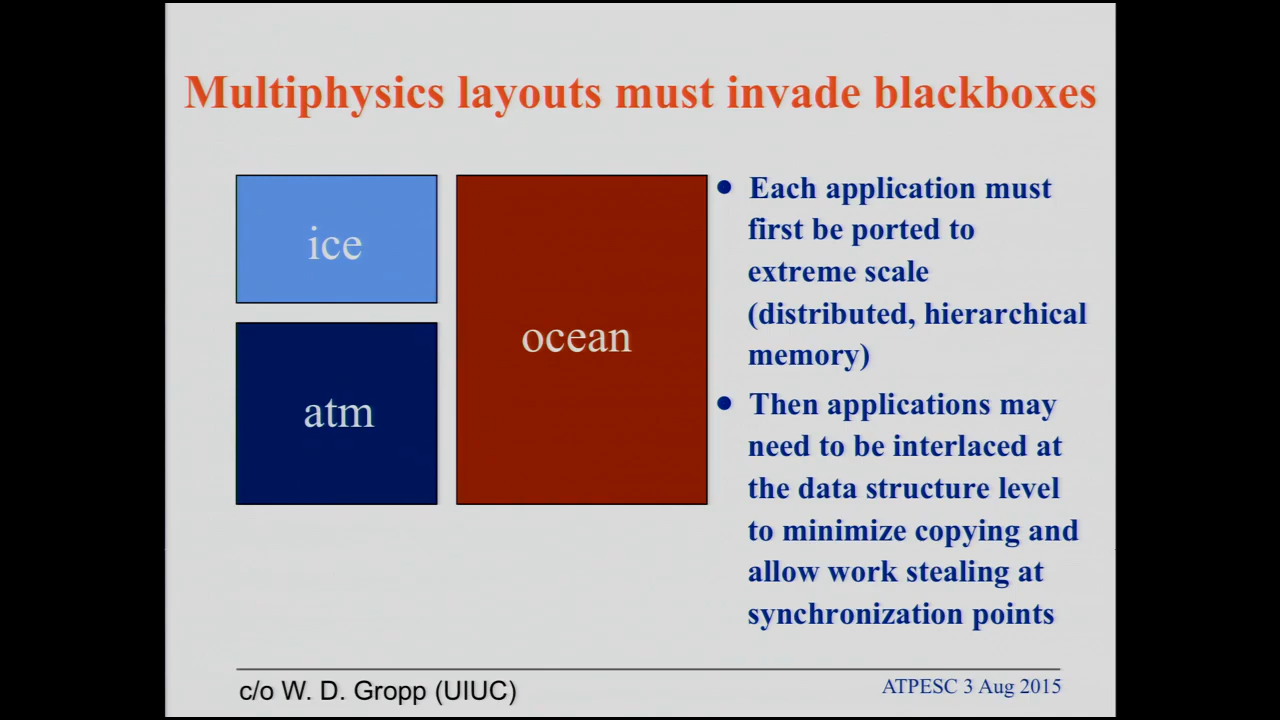 Multiphysics layouts must invade blackboxes
ice
atm
ocean
• Each application must
first be ported to
extreme scale
(distributed, hierarchical
memory)
• Then applications may
need to be interlaced at
the data structure level
to minimize copying and
allow work stealing at
synchronization points
c/o W. D. Gropp (UIUC)
ATPESC 3 Aug 2015